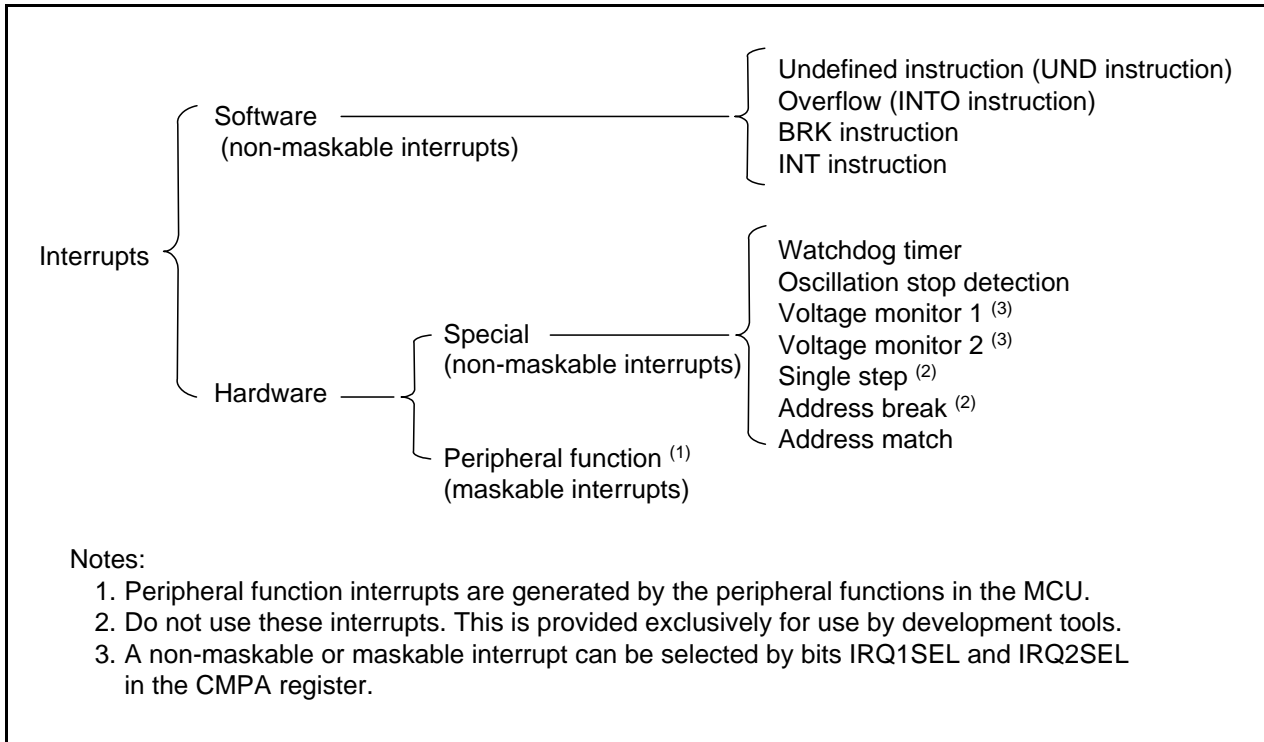 Interrupts
Software
(non-maskable interrupts)
Undefined instruction (UND instruction)
Overflow (INTO instruction)
BRK instruction
INT instruction
Hardware
Special
(non-maskable interrupts)
Watchdog timer
Oscillation stop detection
Voltage monitor 1 (3)
Voltage monitor 2 (3)
Single step (2)
Address break (2)
Address match
Peripheral function (1)
(maskable interrupts)
Notes:
1. Peripheral function interrupts are generated by the peripheral functions in the MCU.
2. Do not use these interrupts. This is provided exclusively for use by development tools.
3. A non-maskable or maskable interrupt can be selected by bits IRQ1SEL and IRQ2SEL
in the CMPA register.